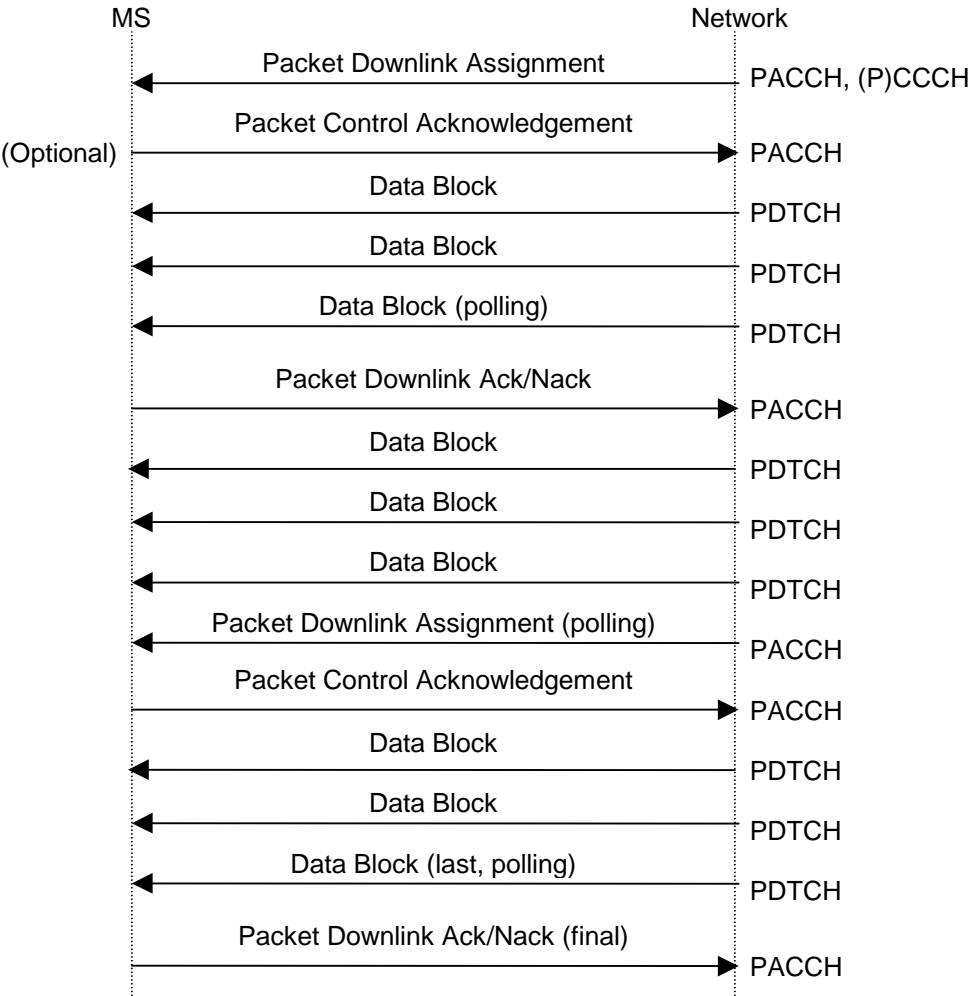 MS Network
Packet Downlink Assignment
PACCH, (P)CCCH
Packet Control Acknowledgement
(Optional) PACCH
Data Block
PDTCH
Data Block
PDTCH
Data Block (polling)
PDTCH
Packet Downlink Ack/Nack
PACCH
Data Block
PDTCH
Data Block
PDTCH
Data Block
PDTCH
Packet Downlink Assignment (polling)
PACCH
Packet Control Acknowledgement
PACCH
Data Block
PDTCH
Data Block
PDTCH
Data Block (last, polling)
PDTCH
Packet Downlink Ack/Nack (final)
PACCH